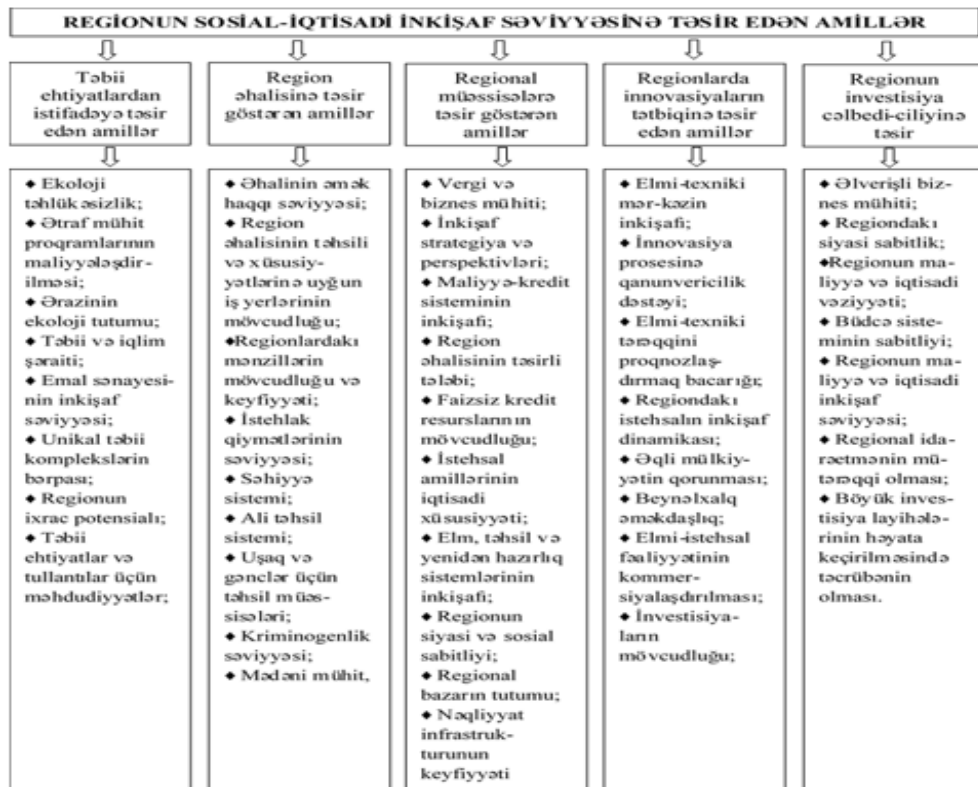 REGIONUN SOSİAL-İQTİSADİ İNKİŞAF SƏVİYYƏSİNƏ TƏSİR EDƏN AMİLLƏR
Təbii
ehtiyatlardan
istifadəyə təsir
edən amillər
◆ Ekoloji
təhlükəsizlik;
◆ Ətraf mühit
proqramlarının
maliyyələşdir-
ilməsi;
◆ Ərazinin
ekoloji tutumu;
◆ Təbii və iqlim
şəraiti;
◆ Emal sənayesi-
nin inkişaf
səviyyəsi;
◆ Unikal təbii
komplekslərin
bərpası;
◆ Regionun
ixrac potensialı;
◆ Təbii
ehtiyatlar və
tullantılar üçün
məhdudiyyətlər;
Region
əhalisinə təsir
göstərən amillər
◆ Əhalinin əmək
haqqı səviyyəsi;
◆ Region
əhalisinin təhsili
və xüsusiy-
yətlərinə uyğun
iş yerlərinin
mövcudluğu;
◆Regionlardakı
mənzillərin
mövcudluğu və
keyfiyyəti;
◆ İstehlak
qiymətlərinin
səviyyəsi;
◆ Səhiyyə
sistemi;
◆ Ali təhsil
sistemi;
◆ Uşaq və
gənclər üçün
təhsil müəs-
sisələri;
◆ Kriminogenlik
səviyyəsi;
◆ Mədəni mühit,
Regional
müəssisələrə
təsir göstərən
amillər
◆ Vergi və
biznes mühiti;
◆ İnkişaf
strategiya və
perspektivləri;
◆ Maliyyə-kredit
sisteminin
inkişafi;
◆ Region
əhalisinin təsirli
tələbi;
◆ Faizsiz kredit
resurslarının
mövcudluğu;
◆ İstehsal
amillərinin
iqtisadi
xüsusiyyəti;
◆ Elm, təhsil və
yenidən hazırlıq
sistemlərinin
inkişafi;
◆ Regionun
siyasi və sosial
sabitliyi;
◆ Regional
bazarın tutumu;
◆ Nəqliyyat
infrastruk-
turunun
keyfiyyəti
Regionlarda
innovasiyaların
tətbiqinə təsir
edən amillər
◆ Elmi-texniki
mər-kəzin
inkişafi;
◆ İnnovasiya
prosesinə
qanunvericilik
dəstəyi;
◆ Elmi-texniki
tərəqqini
proqnozlaş-
dırmaq bacarığı;
◆ Regiondakı
istehsalın inkişaf
dinamikası;
◆ Əqli mülkiy-
yətin qorunması;
◆ Beynəlxalq
əməkdaşlıq;
◆ Elmi-istehsal
fəaliyyətinin
kommer-
siyalaşdırılması;
◆ İnvestisiya-
ların
mövcudluğu;
Regionun
investisiya
cəlbedi-ciliyinə
təsir
◆ Əlverişli biz-
nes mühiti;
◆ Regiondakı
siyasi sabitlik;
◆Regionun ma-
liyyə və iqtisadi
vəziyyəti;
◆ Büdcə siste-
minin sabitliyi;
◆ Regionun ma-
liyyə və iqtisadi
inkişaf
səviyyəsi;
◆ Regional ida-
rəetmənin mü-
tərəqqi olması;
◆ Böyük inves-
tisiya layihələ-
rinin həyata
keçirilməsində
təcrübənin
olması.